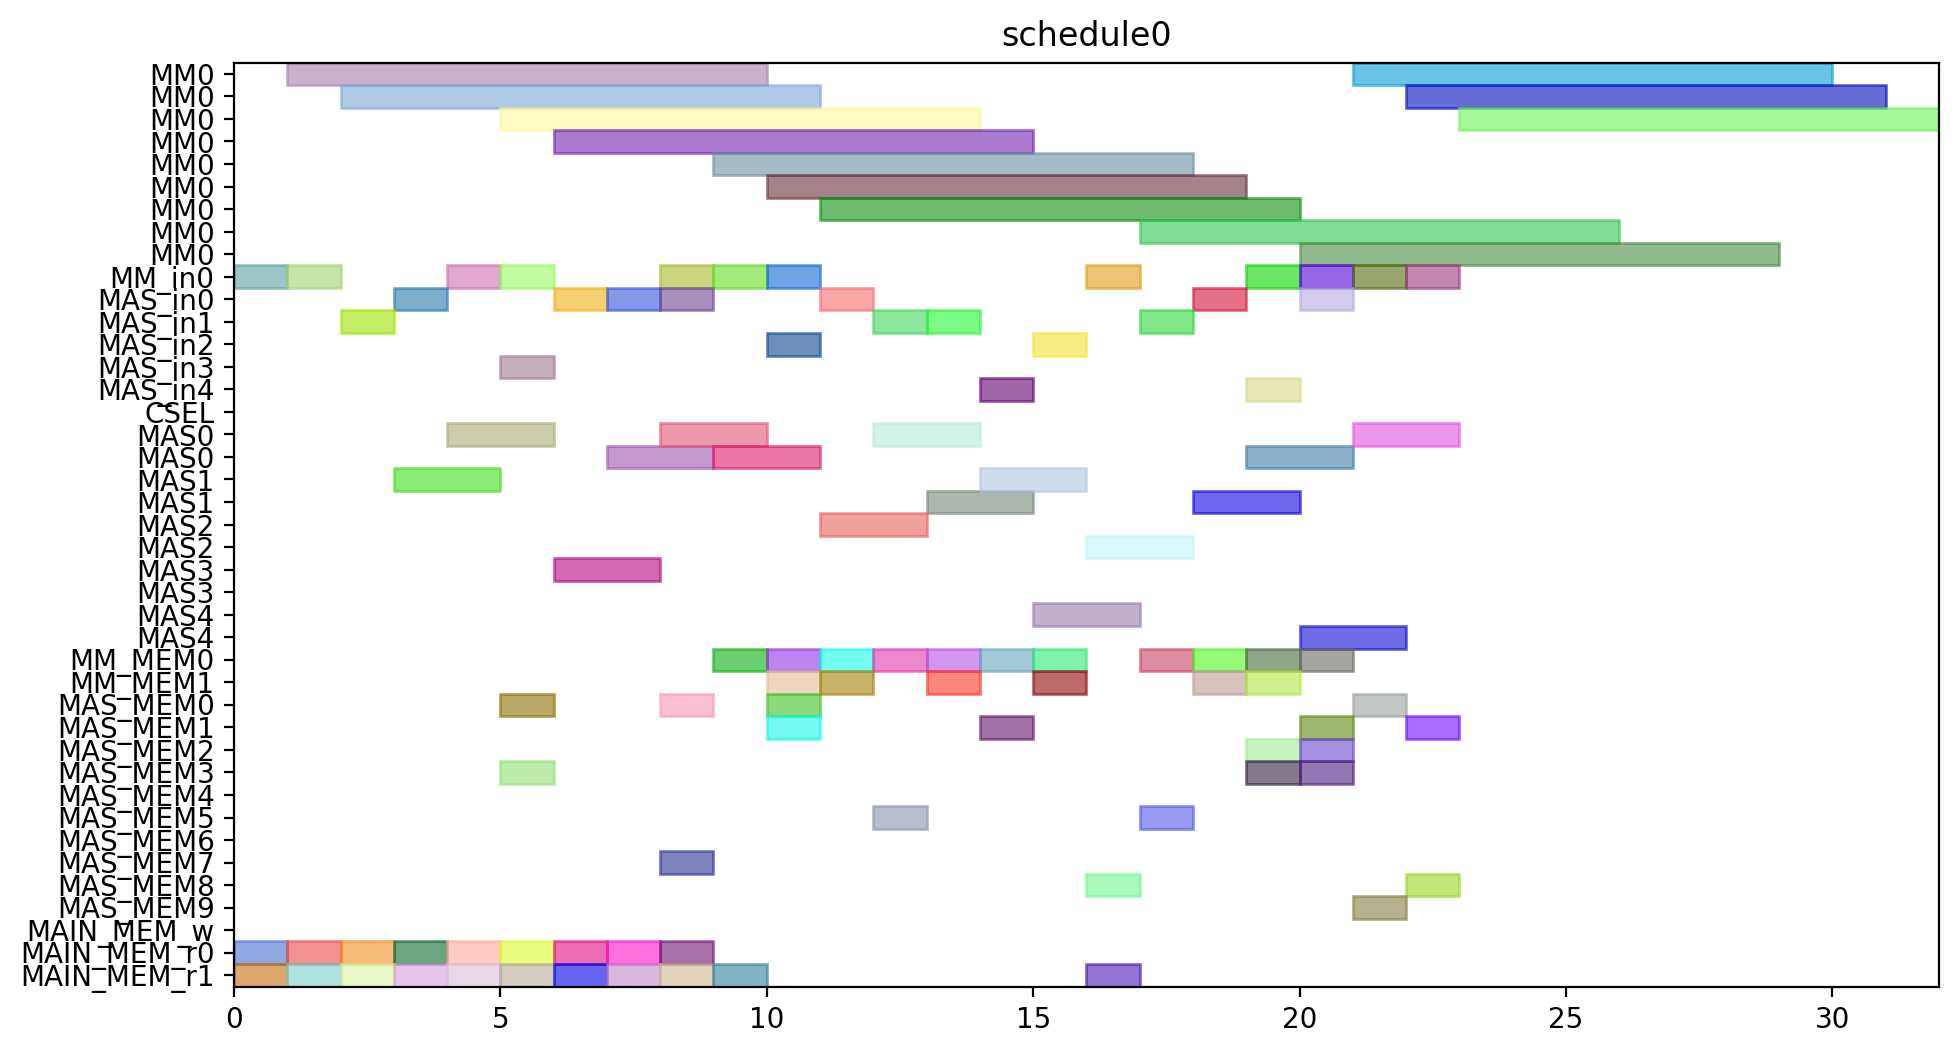 schedule0
MM0
MM0
MM0
MM0
MM0
MM0
MM0
MM0
MM0
MM_in0
MAS_in0
MAS_in1
MAS_in2
MAS_in3
MAS_in4
CSEL
MAS0
MAS0
MAS1
MAS1
MAS2
MAS2
MAS3
MAS3
MAS4
MAS4
MM_MEM0
MM_MEM1
MAS_MEM0
MAS_MEM1
MAS_MEM2
MAS_MEM3
MAS_MEM4
MAS_MEM5
MAS_MEM6
MAS_MEM7
MAS_MEM8
MAS_MEM9
MAIN_MEM_w
MAIN_MEM_r0
MAIN_MEM_r1
0 5 10 15 20 25 30